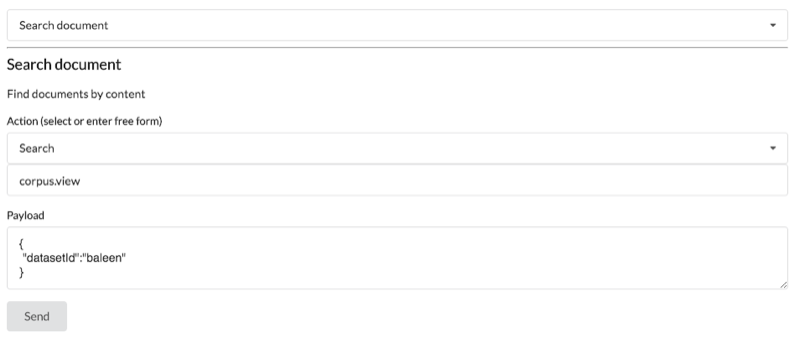 Search document
Search document
Find documents by content
Action (select or enter free form)
Search
corpus.view
Payload
{
"datasetId":"baleen"
}
Send